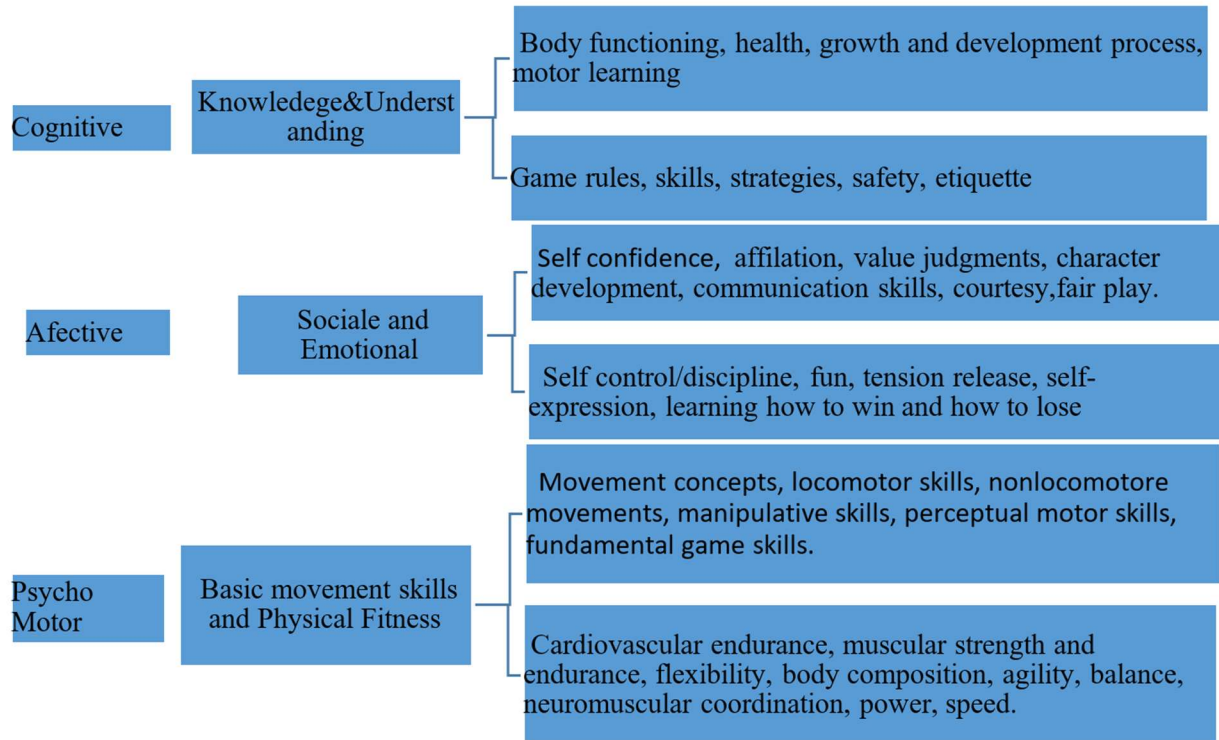 Cognitive
Knowledege&Underst
anding
Body functioning, health, growth and development process,
motor learning
Game rules, skills, strategies, safety, etiquette
Afective
Sociale and
Emotional
Self confidence, affilation, value judgments, character
development, communication skills, courtesy,fair play.
Self control/discipline, fun, tension release, self-
expression, learning how to win and how to lose
Psycho
Motor
Basic movement skills
and Physical Fitness
Movement concepts, locomotor skills, nonlocomotore
movements, manipulative skills, perceptual motor skills,
fundamental game skills.
Cardiovascular endurance, muscular strength and
endurance, flexibility, body composition, agility, balance,
neuromuscular coordination, power, speed.